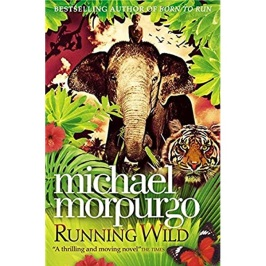 BESTSELLING AUTHOR OF BORN TO RUN
michael
morpurgo
RUNNING WILD
"A thrilling and moving novel" THE TIMES